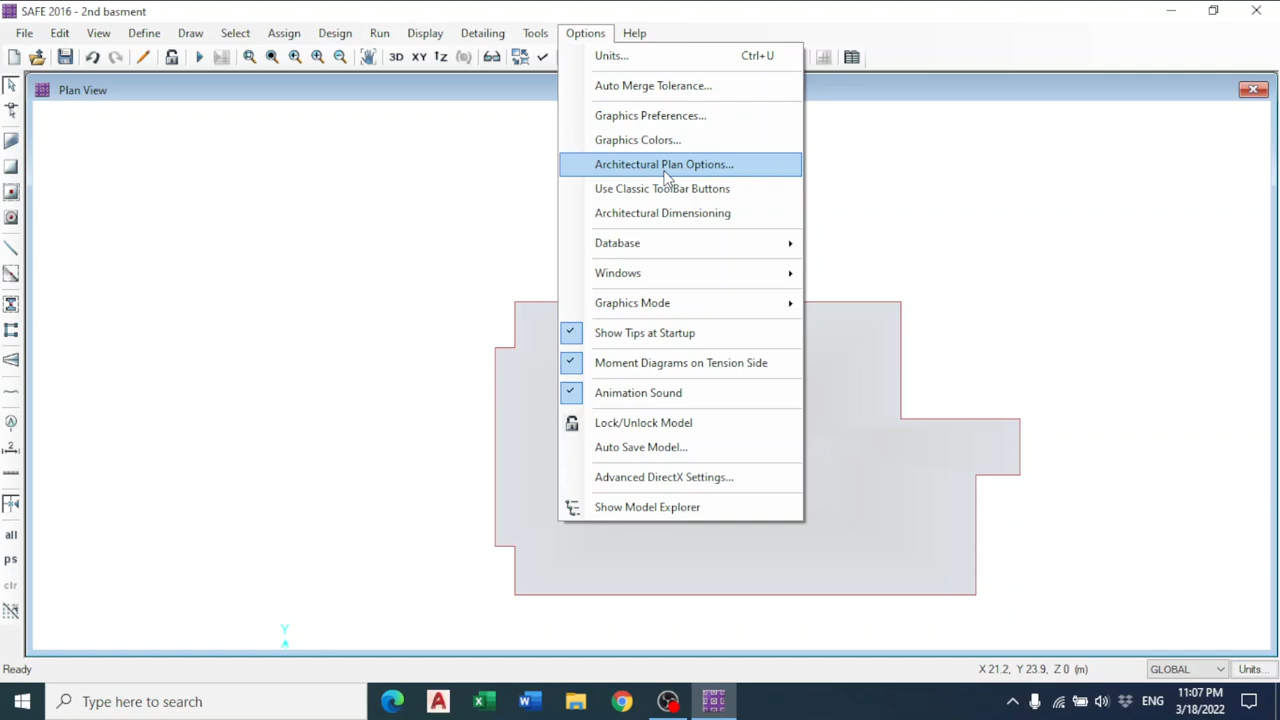 SAFE 2016 - 2nd basment
File Edit View Define Draw Select Assign Design Run Display Detailing Tools Options Help
3D XY
Plan View
Units... Ctrl+U
Auto Merge Tolerance...
Graphics Preferences...
Graphics Colors...
Architectural Plan Options...
Use Classic ToolBar Buttons
Architectural Dimensioning
Database
Windows
Graphics Mode
Show Tips at Startup
Moment Diagrams on Tension Side
Animation Sound
Lock/Unlock Model
Auto Save Model...
Advanced DirectX Settings...
Show Model Explorer
all
ps
clr
Y
Ready X 21.2, Y 23.9, Z 0 (m) GLOBAL Units...
Type here to search ENG 11:07 PM
3/18/2022